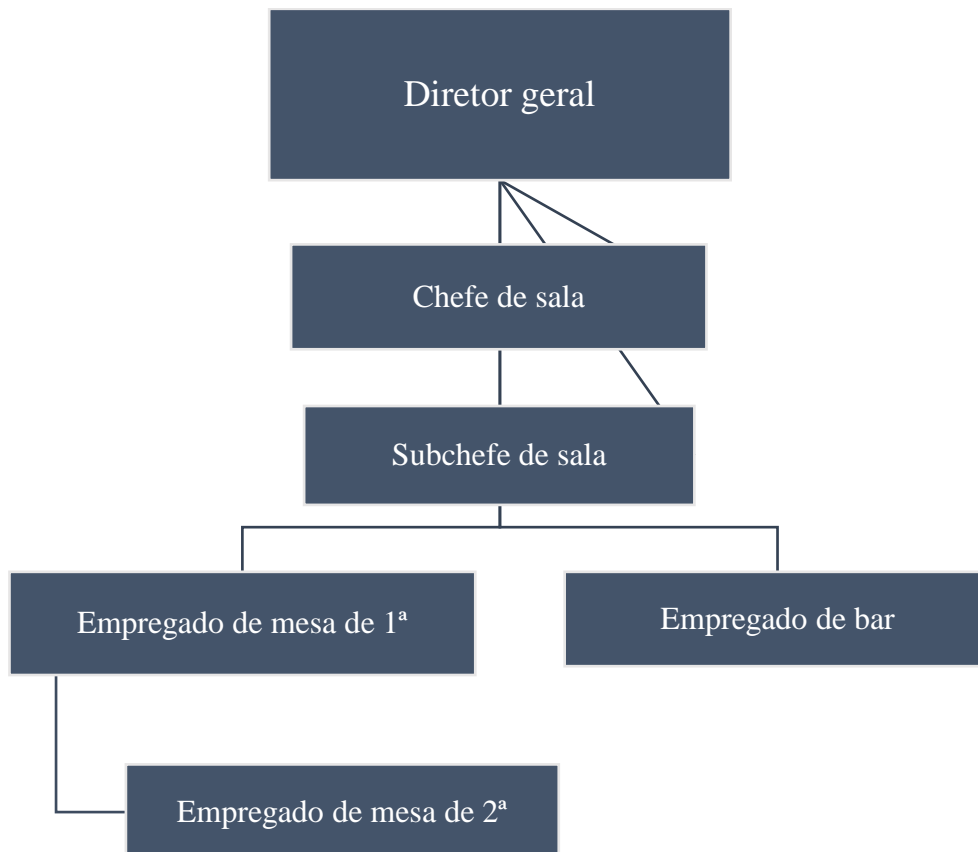 Diretor geral
Chefe de sala
Subchefe de sala
Empregado de mesa de 1ª
Empregado de bar
Empregado de mesa de 2ª